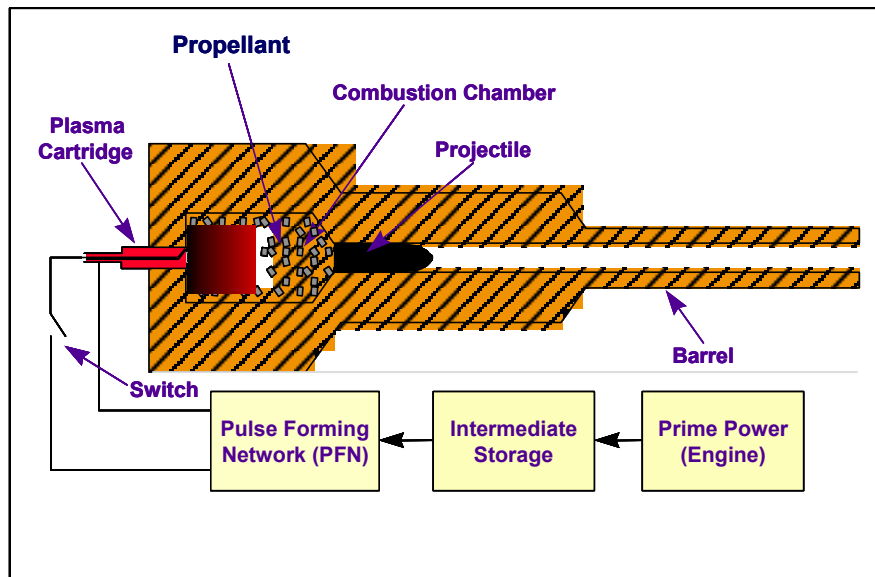 Propellant
Combustion Chamber
Plasma
Cartridge
Projectile
Barrel
Switch
Pulse Forming
Network (PFN)
Intermediate
Storage
Prime Power
(Engine)